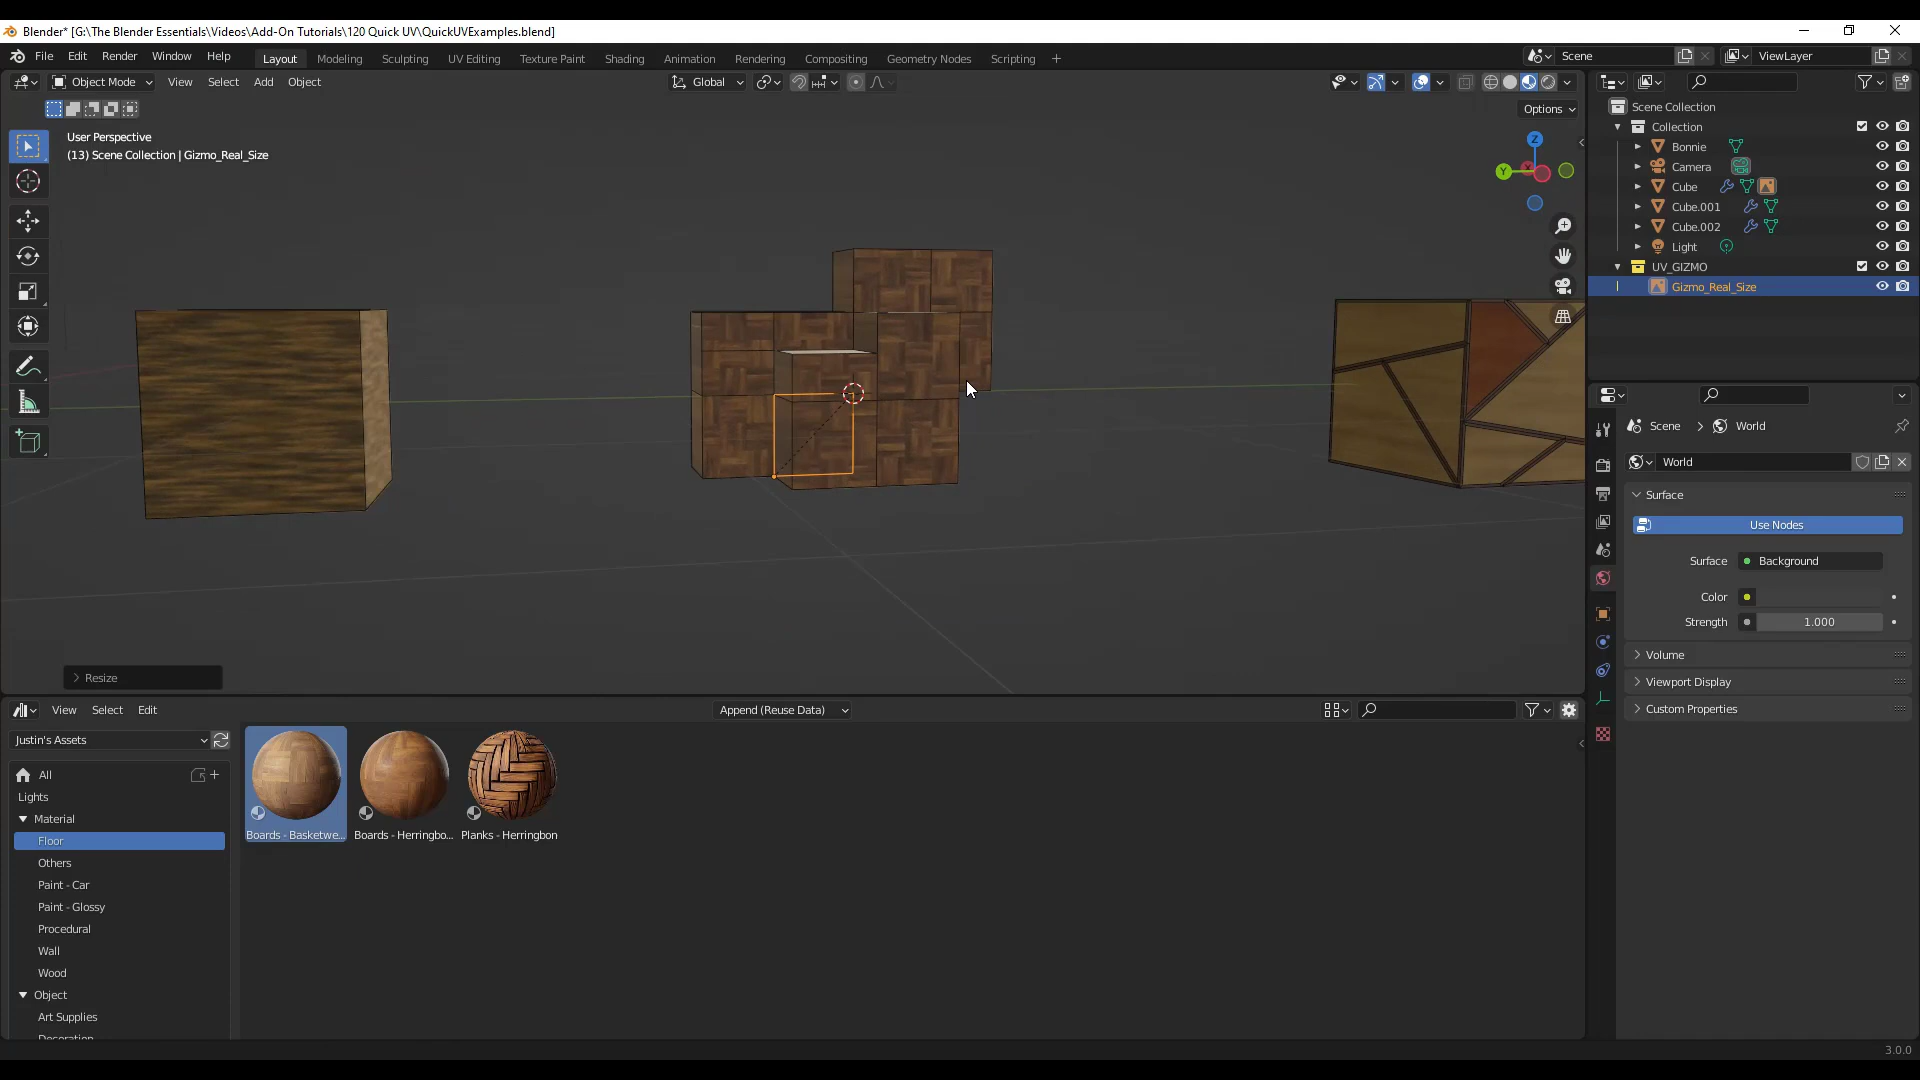 Blender* [G:\The Blender Essentials\Videos\Add-On Tutorials\120 Quick UV\QuickUVExamples.blend]
File Edit Render Window Help Layout Modeling Sculpting UV Editing Texture Paint Shading Animation Rendering Compositing Geometry Nodes Scripting + Scene ViewLayer
Object Mode View Select Add Object Global
Options
User Perspective
(13) Scene Collection | Gizmo_Real_Size
Z
Y
Scene Collection
Collection
Bonnie
Camera
Cube
Cube.001
Cube.002
Light
UV_GIZMO
Gizmo_Real_Size
Scene > World
World
Surface
Use Nodes
Surface Background
Color
Strength 1.000
Volume
Viewport Display
Custom Properties
> Resize
View Select Edit Append (Reuse Data)
Justin's Assets
All
Lights
Material
Floor
Others
Paint - Car
Paint - Glossy
Procedural
Wall
Wood
Object
Art Supplies
Decoration
Boards - Basketwe... Boards - Herringbo... Planks - Herringbon
3.0.0